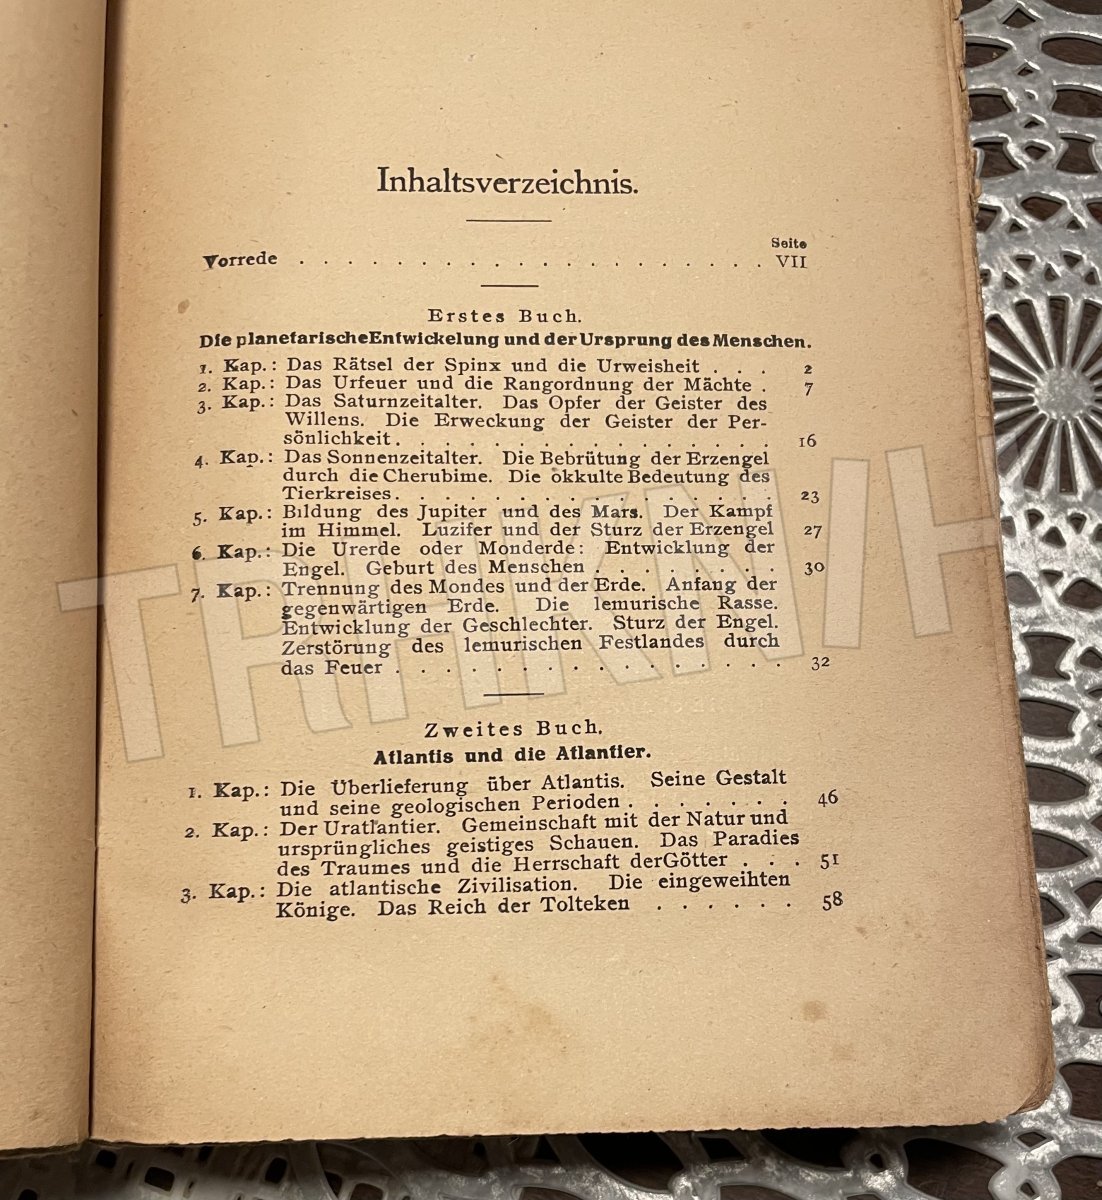 Inhaltsverzeichnis.
Seite
Vorrede . . . . . . . . . . . . . . . . . . . . VII
Erstes Buch.
Die planetarische Entwickelung und der Ursprung des Menschen.
1. Kap.: Das Rätsel der Spinx und die Urweisheit . . . 2
2. Kap.: Das Urfeuer und die Rangordnung der Mächte . 7
3. Kap.: Das Saturnzeitalter. Das Opfer der Geister des
Willens. Die Erweckung der Geister der Per-
sönlichkeit . . . . . . . . . . . . . . . . 16
4. Kap.: Das Sonnenzeitalter. Die Bebrütung der Erzengel
durch die Cherubime. Die okkulte Bedeutung des
Tierkreises . . . . . . . . . . . . . . . . 23
5. Kap.: Bildung des Jupiter und des Mars. Der Kampf
im Himmel. Luzifer und der Sturz der Erzengel 27
6. Kap.: Die Urerde oder Monderde: Entwicklung der
Engel. Geburt des Menschen . . . . . . . . 30
7. Kap.: Trennung des Mondes und der Erde. Anfang der
gegenwärtigen Erde. Die lemurische Rasse.
Entwicklung der Geschlechter. Sturz der Engel.
Zerstörung des lemurischen Festlandes durch
das Feuer . . . . . . . . . . . . . . . . 32
Zweites Buch.
Atlantis und die Atlantier.
1. Kap.: Die Überlieferung über Atlantis. Seine Gestalt
und seine geologischen Perioden . . . . . . . 46
2. Kap.: Der Uratlantier. Gemeinschaft mit der Natur und
ursprüngliches geistiges Schauen. Das Paradies
des Traumes und die Herrschaft derGötter . . . 51
3. Kap.: Die atlantische Zivilisation. Die eingeweihten
Könige. Das Reich der Tolteken . . . . . . 58